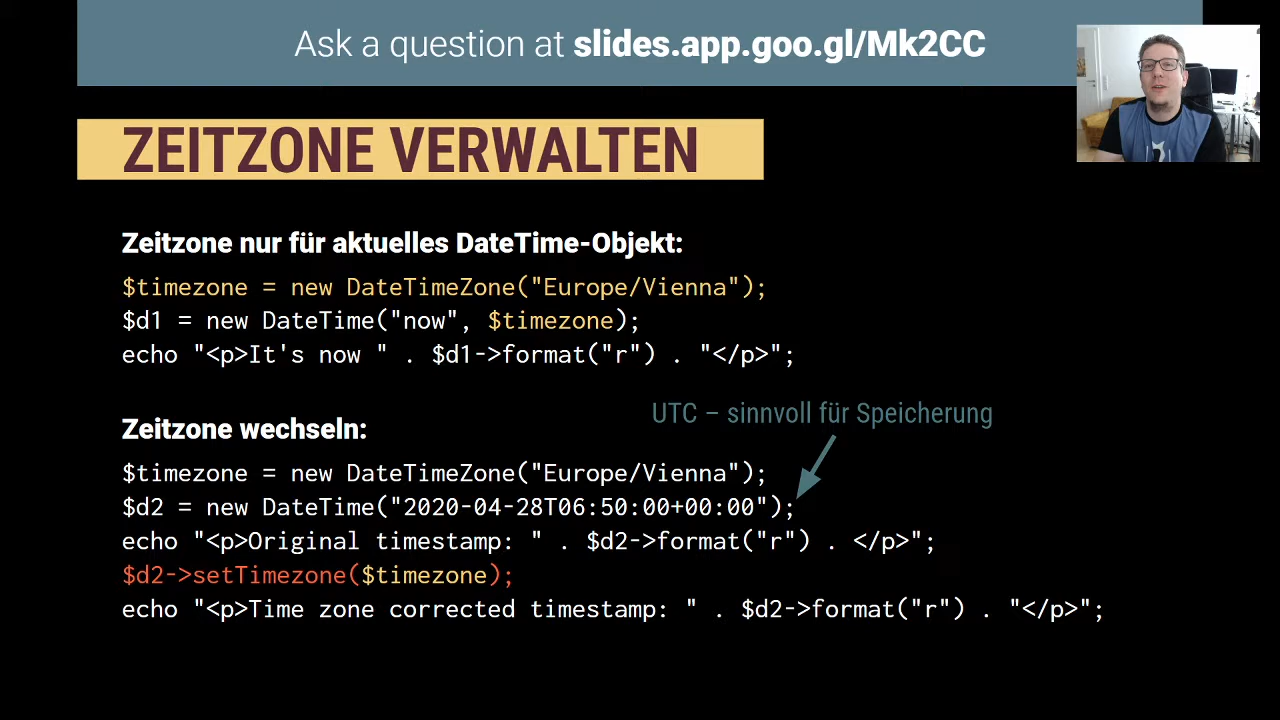 Ask a question at slides.app.goo.gl/Mk2CC
ZEITZONE VERWALTEN
Zeitzone nur für aktuelles DateTime-Objekt:
$timezone = new DateTimeZone("Europe/Vienna");
$d1 = new DateTime("now", $timezone);
echo "<p>It's now " . $d1->format("r") . "</p>";
UTC – sinnvoll für Speicherung
Zeitzone wechseln:
$timezone = new DateTimeZone("Europe/Vienna");
$d2 = new DateTime("2020-04-28T06:50:00+00:00");
echo "<p>Original timestamp: " . $d2->format("r") . </p>";
$d2->setTimezone($timezone);
echo "<p>Time zone corrected timestamp: " . $d2->format("r") . "</p>";